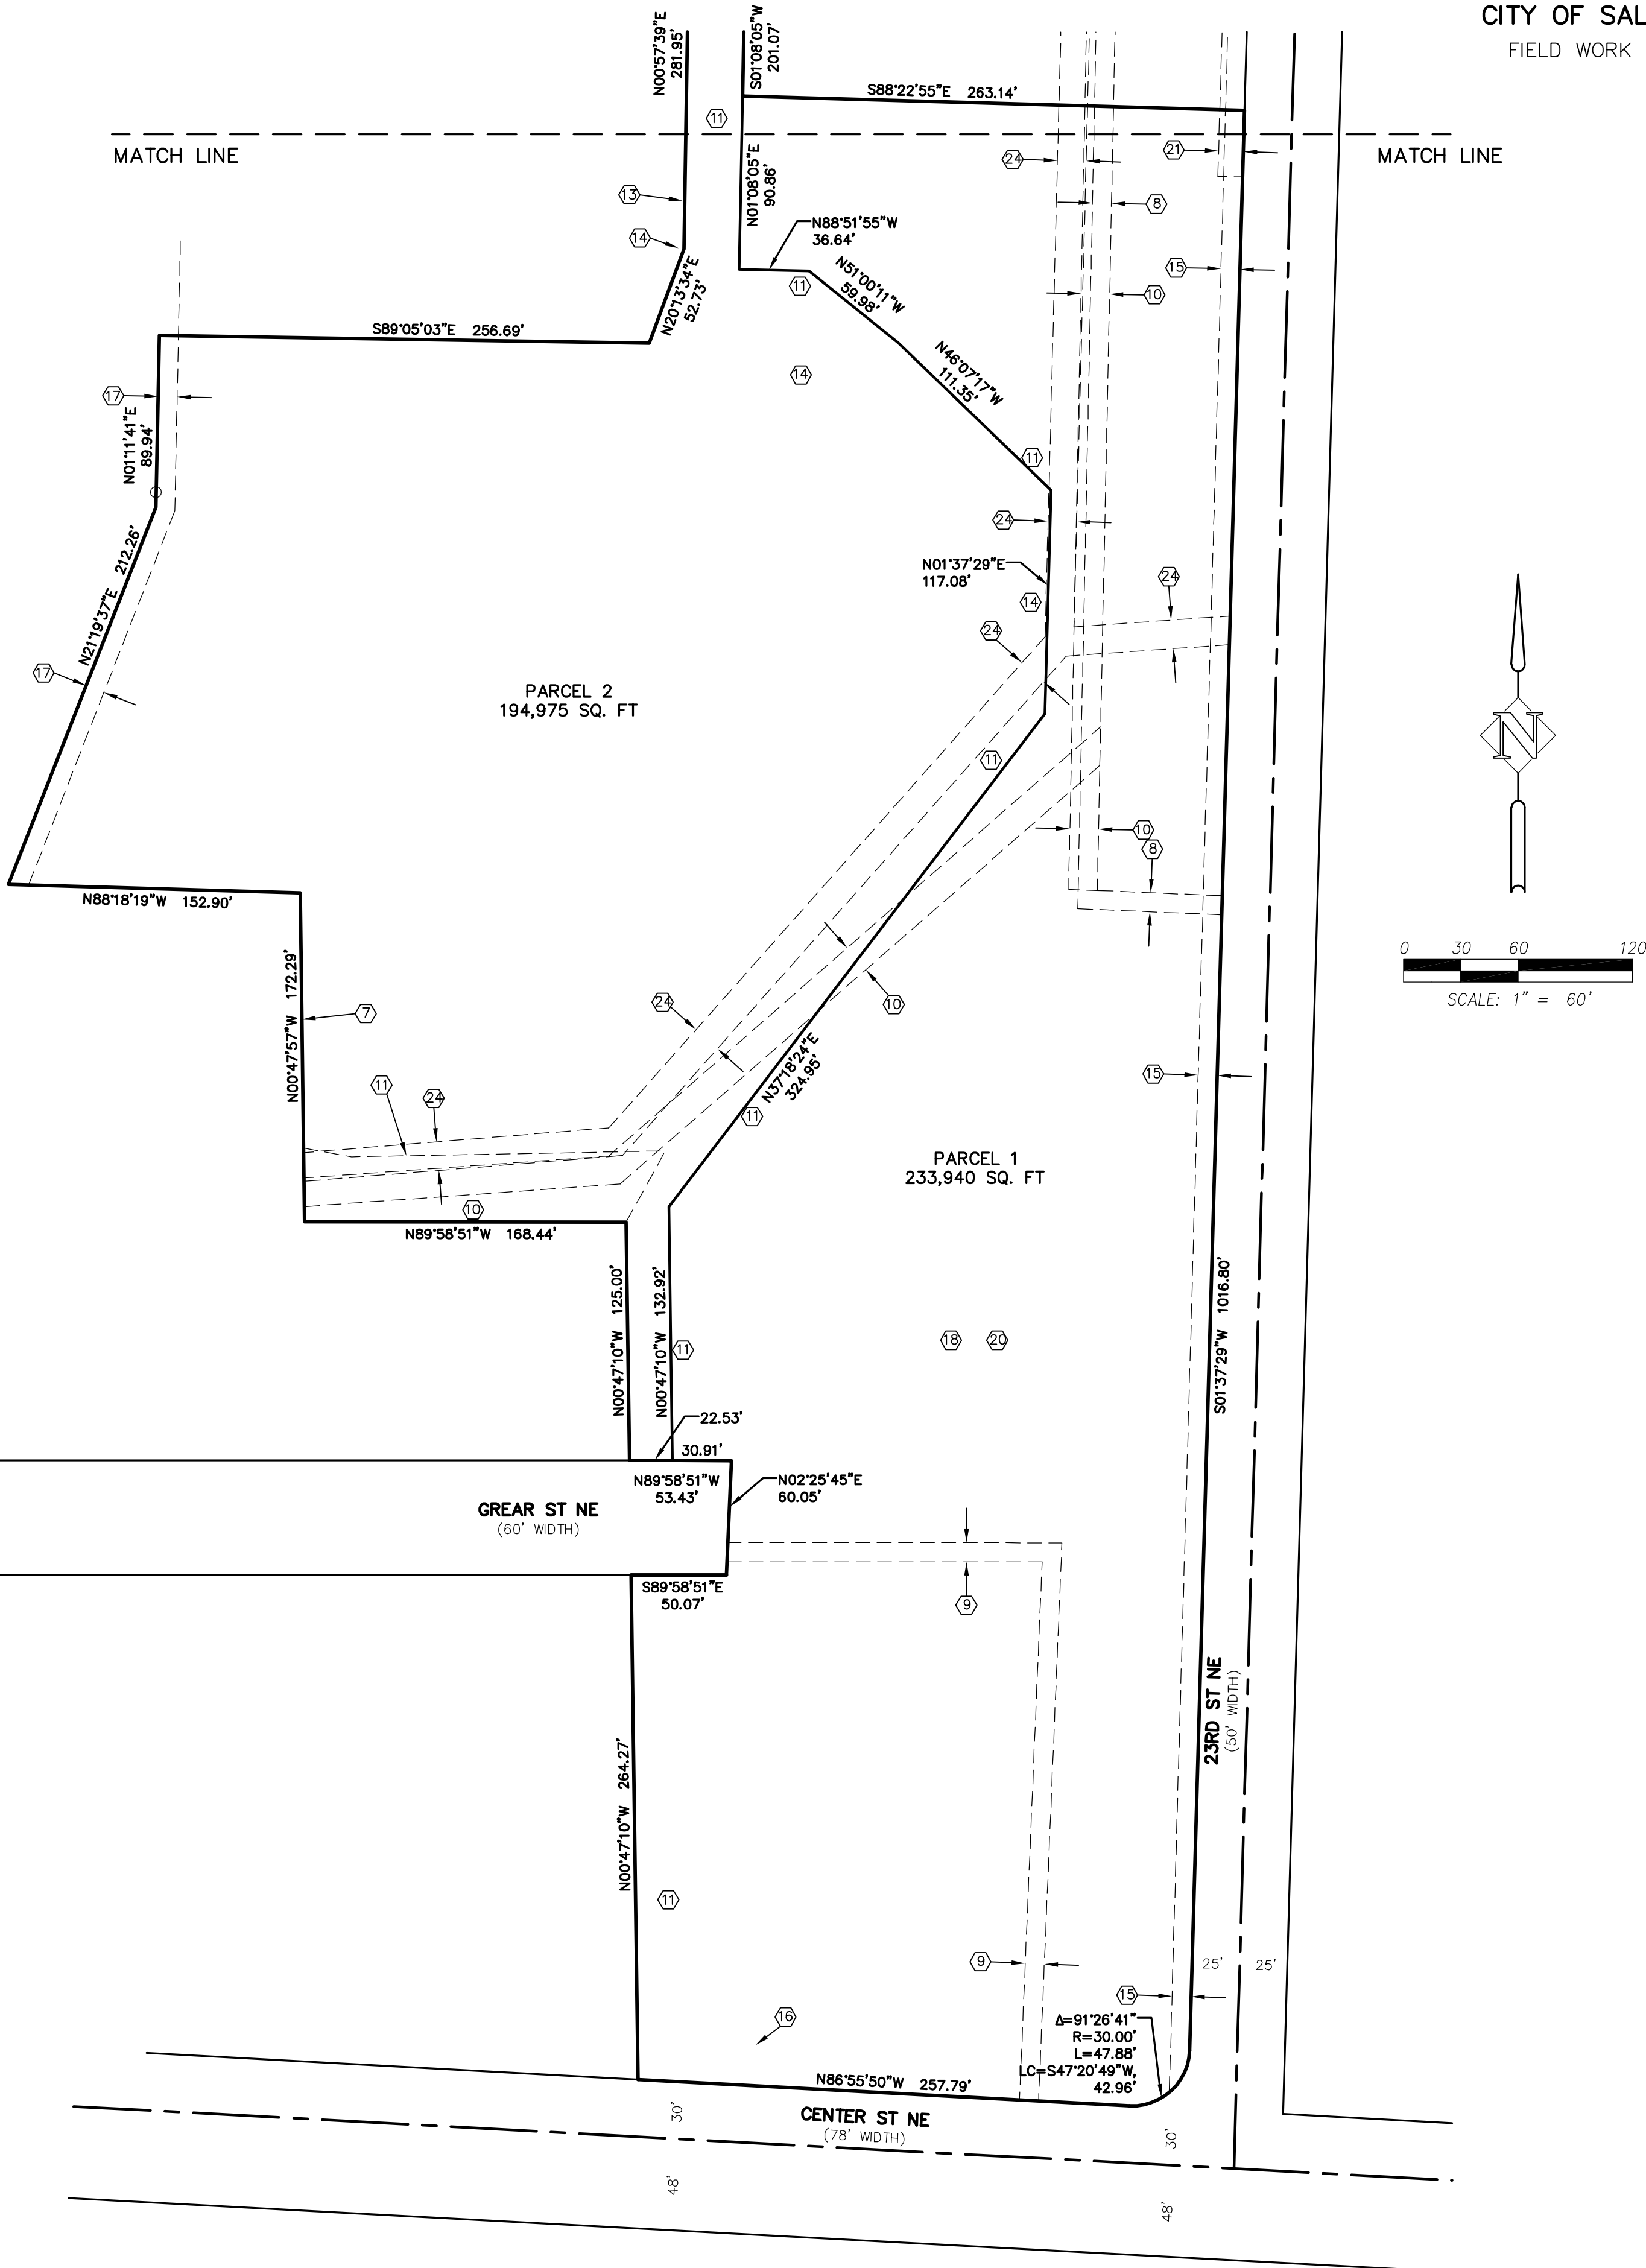 CITY OF SAL
FIELD WORK
N00°57'39"E
281.95'
S01°08'05"W
201.07'
S88°22'55"E 263.14'
11
MATCH LINE
MATCH LINE
24
21
13
N01°08'05"E
90.86'
8
14
N88°51'55"W
36.64'
15
N20°13'34"E
52.73'
11
N51°00'11"W
59.98'
10
S89°05'03"E 256.69'
14
N46°07'17"W
111.35'
17
N01°11'41"E
89.94'
11
24
N21°19'37"E 212.26'
N01°37'29"E
117.08'
24
14
24
17
PARCEL 2
194,975 SQ. FT
N
11
10
8
N88°18'19"W 152.90'
0 30 60 120
SCALE: 1" = 60'
N00°47'57"W 172.29'
7
24
10
N37°18'24"E
324.95'
15
11
24
11
PARCEL 1
233,940 SQ. FT
10
N89°58'51"W 168.44'
N00°47'10"W 125.00'
N00°47'10"W 132.92'
11
18 20
S01°37'29"W 1016.80'
22.53'
30.91'
N89°58'51"W
53.43'
N02°25'45"E
60.05'
GREAR ST NE
(60' WIDTH)
S89°58'51"E
50.07'
9
23RD ST NE
(50' WIDTH)
N00°47'10"W 264.27'
11
9
25' 25'
15
16
Δ=91°26'41"
R=30.00'
L=47.88'
LC=S47°20'49"W,
42.96'
N86°55'50"W 257.79'
30'
CENTER ST NE
(78' WIDTH)
30'
48'
48'